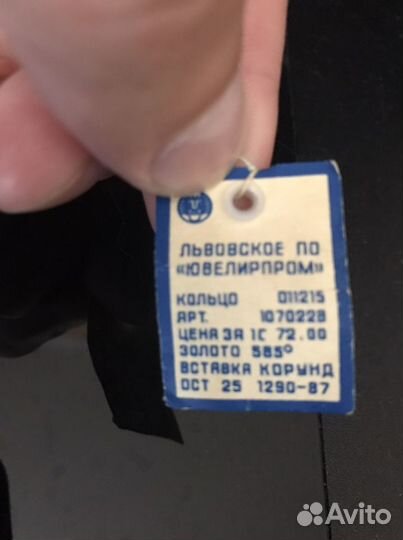 ЛЬВОВСКОЕ ПО
«ЮВЕЛИРПРОМ»
КОЛЬЦО 011215
АРТ. 1070228
ЦЕНА ЗА 1С 72.00
ЗОЛОТО 585°
ВСТАВКА КОРУНД
ОСТ 25 1290-87
Avito